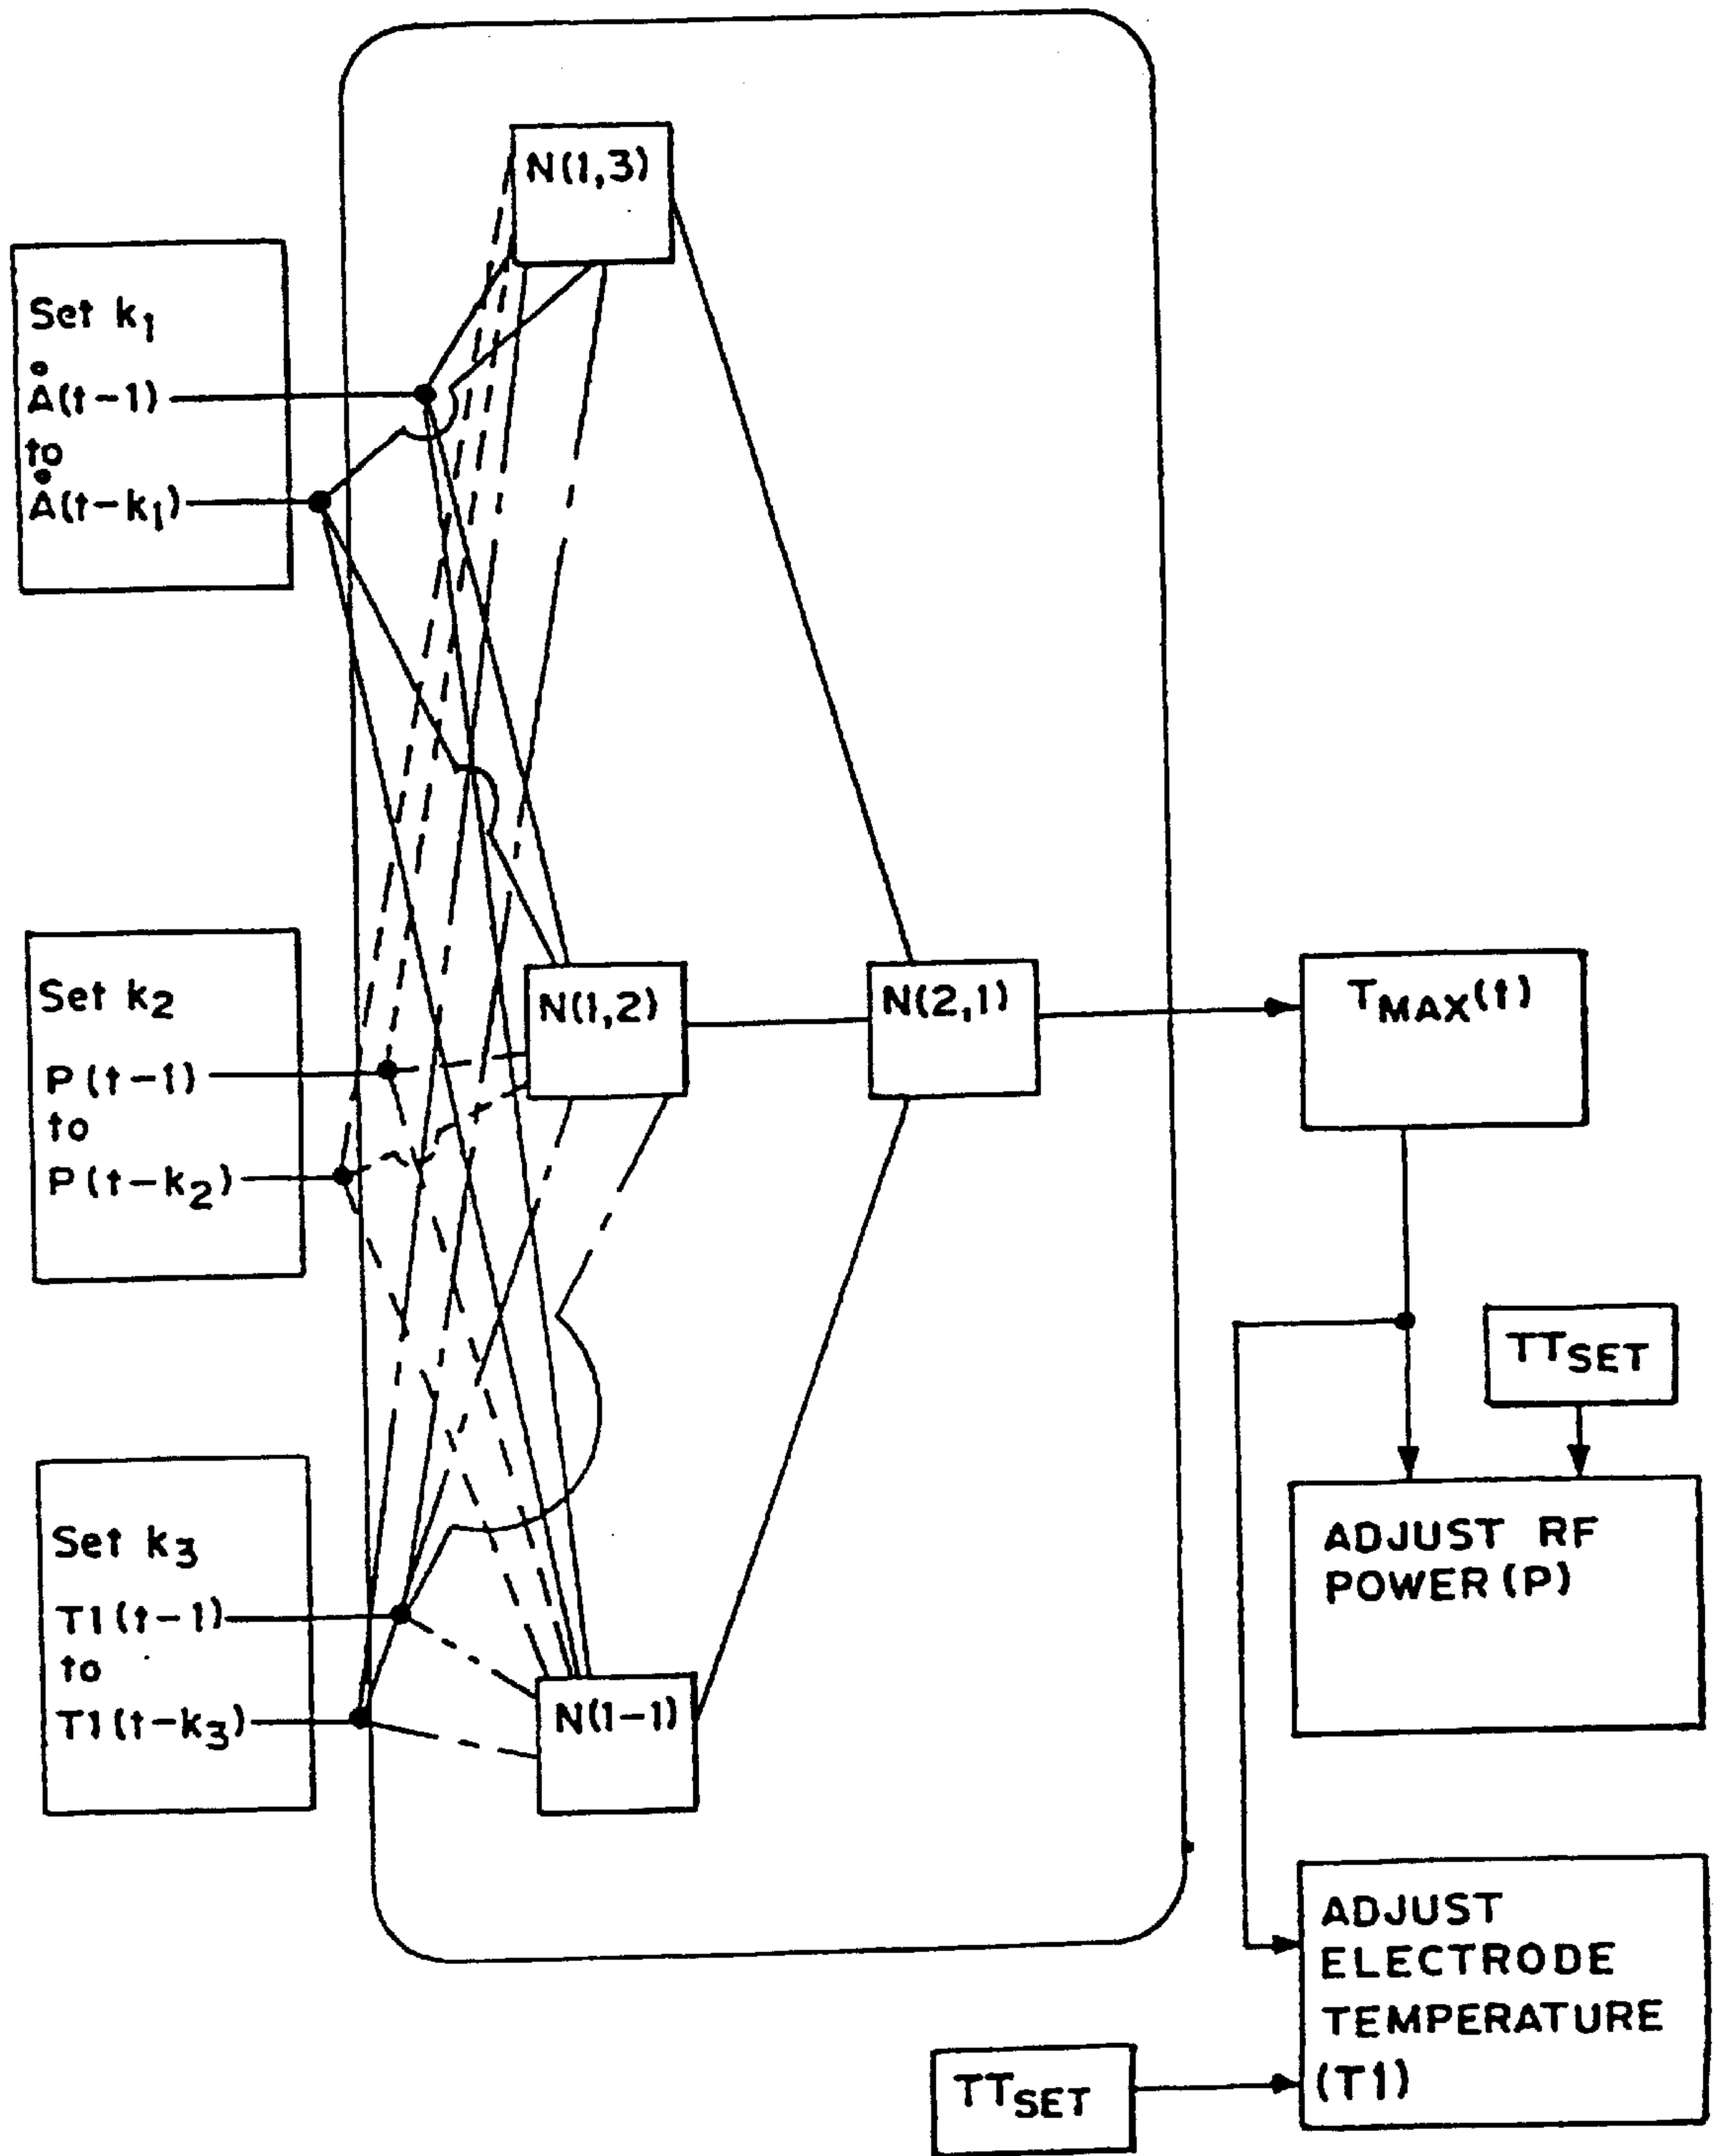 N(1,3)
Set k₁
Å(t-1)
to
Å(t-k₁)
Set k₂
P(t-1)
to
P(t-k₂)
N(1,2)
N(2,1)
TMAX(t)
TTSET
ADJUST RF
POWER(P)
Set k₃
T1(t-1)
to
T1(t-k₃)
N(1-1)
ADJUST
ELECTRODE
TEMPERATURE
(T1)
TTSET